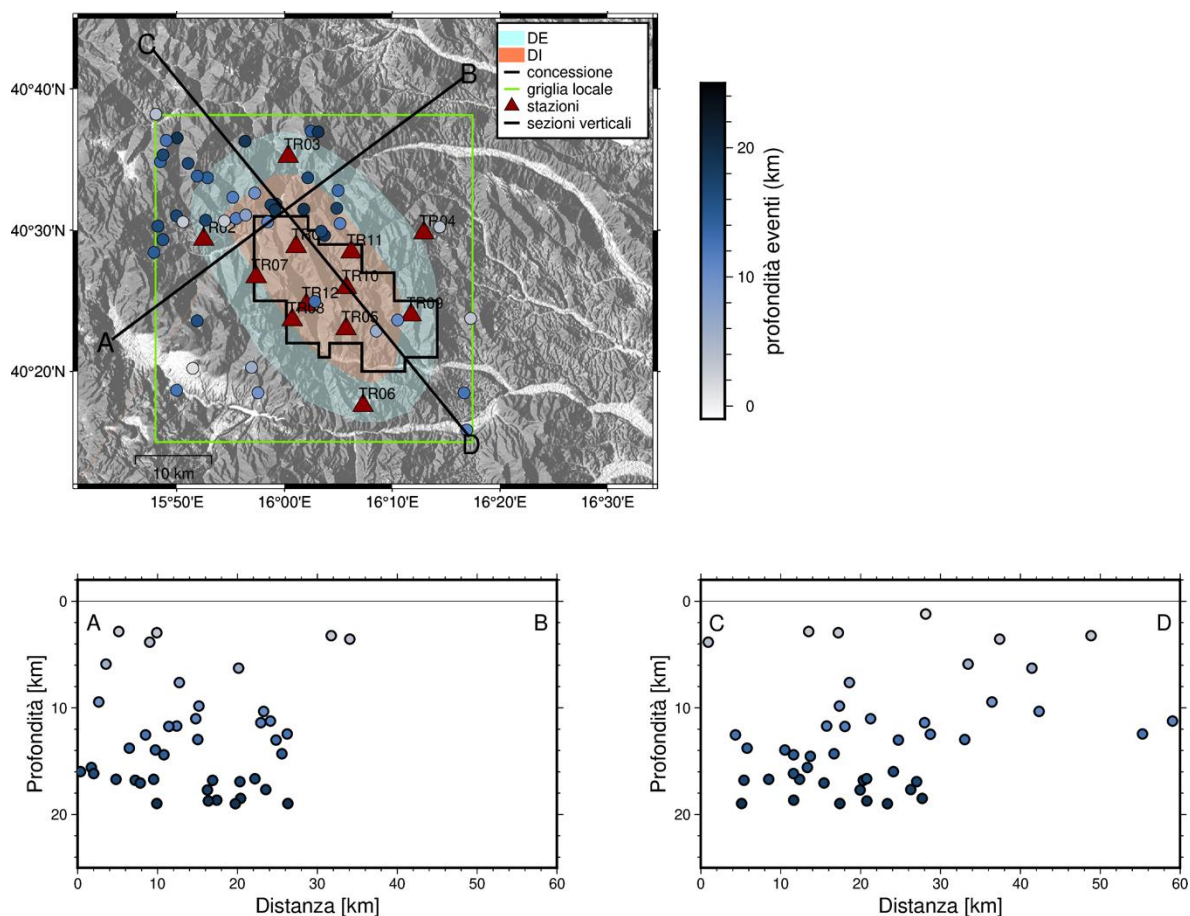 C
B
A
D
DE
DI
concessione
griglia locale
stazioni
sezioni verticali
40°40'N
40°30'N
40°20'N
TR03
TR04
R02
TR11
TR07
TR10
TR12
TR09
TR05
TR06
10 km
15°50'E
16°00'E
16°10'E
16°20'E
16°30'E
20
10
0
profondità eventi (km)
0
10
20
Profondità [km]
A
B
0
10
20
30
40
50
60
Distanza [km]
0
10
20
Profondità [km]
C
D
0
10
20
30
40
50
60
Distanza [km]